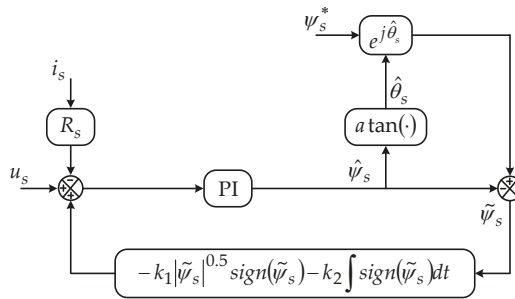 ψ_s^*
e^{jθ̂_s}
i_s
θ̂_s
R_s
a tan(·)
u_s
PI
ψ̂_s
ψ̃_s
−k_1|ψ̃_s|^{0.5} sign(ψ̃_s)−k_2∫sign(ψ̃_s)dt